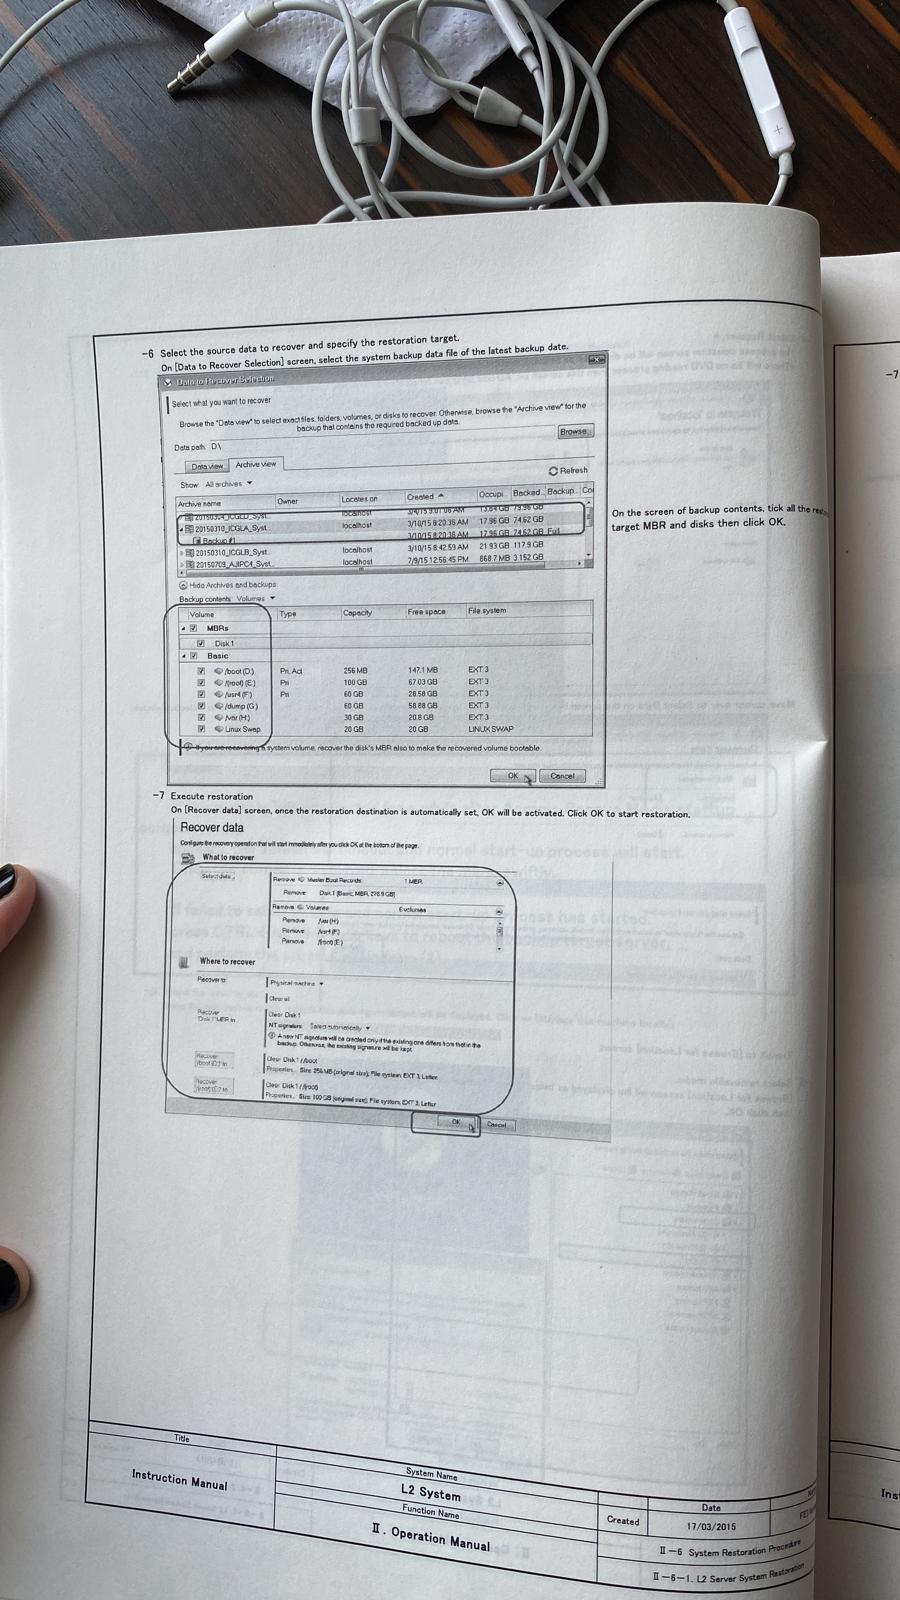 -6 Select the source data to recover and specify the restoration target.
On [Data to Recover Selection] screen, select the system backup data file of the latest backup date.
Data to Recover Selection
Select what you want to recover
Browse the "Data view" to select exact files, folders, volumes, or disks to recover. Otherwise, browse the "Archive view" for the
backup that contains the required backed up data.
Data path: D:\
Browse...
Data view Archive view
Show: All archives
Refresh
Archive name Owner Locates on Created Occupi... Backed... Backup... Co
20150304_ICGLD_Syst... localhost 3/4/15 9:01:06 AM 13.64 GB 79.96 GB
20150310_ICGLA_Syst... localhost 3/10/15 8:20:36 AM 17.96 GB 74.62 GB
Backup #1 3/10/15 8:20:36 AM 17.96 GB 74.62 GB Full
20150310_ICGLB_Syst... localhost 3/10/15 8:42:59 AM 21.93 GB 117.9 GB
20150709_AJIPC4_Syst... localhost 7/9/15 12:56:45 PM 868.7 MB 3.152 GB
Hide Archives and backups
Backup contents: Volumes
Volume Type Capacity Free space File system
MBRs
Disk 1
Basic
/boot (D:) Pri, Act 256 MB 147.1 MB EXT3
/(root) (E:) Pri 100 GB 67.03 GB EXT3
/usr4 (F:) Pri 60 GB 28.58 GB EXT3
/dump (G:) 60 GB 58.88 GB EXT3
/var (H:) 30 GB 20.8 GB EXT3
Linux Swap 20 GB 20 GB LINUX SWAP
If you are recovering a system volume, recover the disk's MBR also to make the recovered volume bootable.
OK Cancel
On the screen of backup contents, tick all the
target MBR and disks then click OK.
-7 Execute restoration
On [Recover data] screen, once the restoration destination is automatically set, OK will be activated. Click OK to start restoration.
Recover data
Configure the recovery operation that will start immediately after you click OK at the bottom of the page.
What to recover
Select data...
Remove Master Boot Records: 1 MBR
Remove Disk 1 [Basic, MBR, 278.9 GB]
Remove Volumes 6 volumes
Remove /var (H:)
Remove /usr4 (F:)
Remove /(root) (E:)
Where to recover
Recover to: Physical machine
Clear all
Recover
'Disk 1' MBR to:
Clear Disk 1
NT signature: Select automatically
A new NT signature will be created only if the existing one differs from that in the
backup. Otherwise, the existing signature will be kept.
Recover
/boot (D:) to
Clear Disk 1 / /boot
Properties... Size: 256 MB (original size); File system: EXT3; Letter:
Recover
/(root) (E:) to
Clear Disk 1 / /(root)
Properties... Size: 100 GB (original size); File system: EXT3; Letter:
OK Cancel
-7
Title
Instruction Manual
System Name
L2 System
Function Name
Ⅱ. Operation Manual
Created
Date
17/03/2015
Ⅱ-6 System Restoration Procedure
Ⅱ-6-1. L2 Server System Restoration
Ins